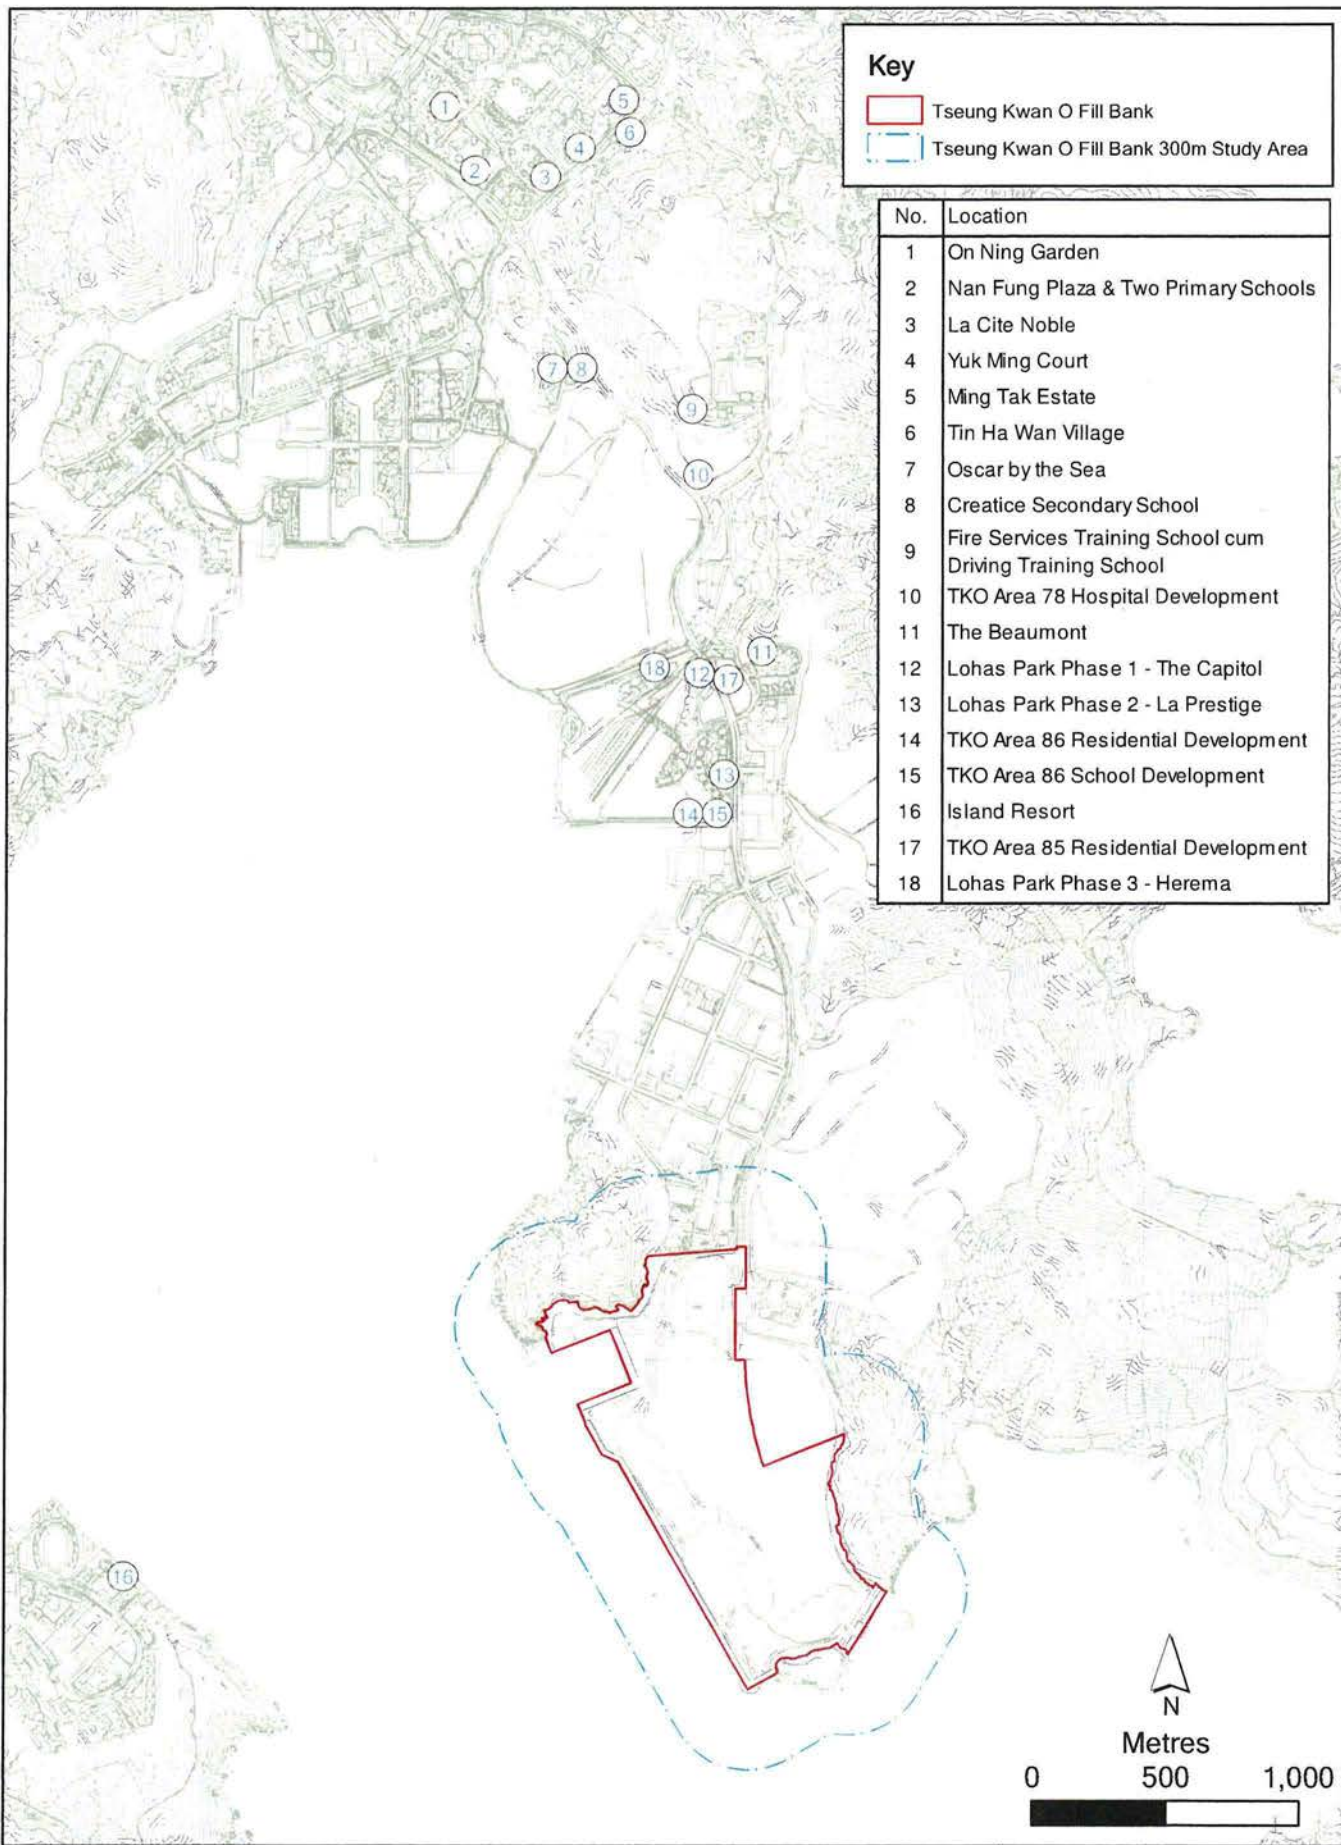 Key
Tseung Kwan O Fill Bank
Tseung Kwan O Fill Bank 300m Study Area
No. Location
1 On Ning Garden
2 Nan Fung Plaza & Two Primary Schools
3 La Cite Noble
4 Yuk Ming Court
5 Ming Tak Estate
6 Tin Ha Wan Village
7 Oscar by the Sea
8 Creatice Secondary School
9 Fire Services Training School cum
Driving Training School
10 TKO Area 78 Hospital Development
11 The Beaumont
12 Lohas Park Phase 1 - The Capitol
13 Lohas Park Phase 2 - La Prestige
14 TKO Area 86 Residential Development
15 TKO Area 86 School Development
16 Island Resort
17 TKO Area 85 Residential Development
18 Lohas Park Phase 3 - Herema
1
5
6
4
2
3
7 8
9
10
11
18
12
17
13
14 15
16
N
Metres
0 500 1,000